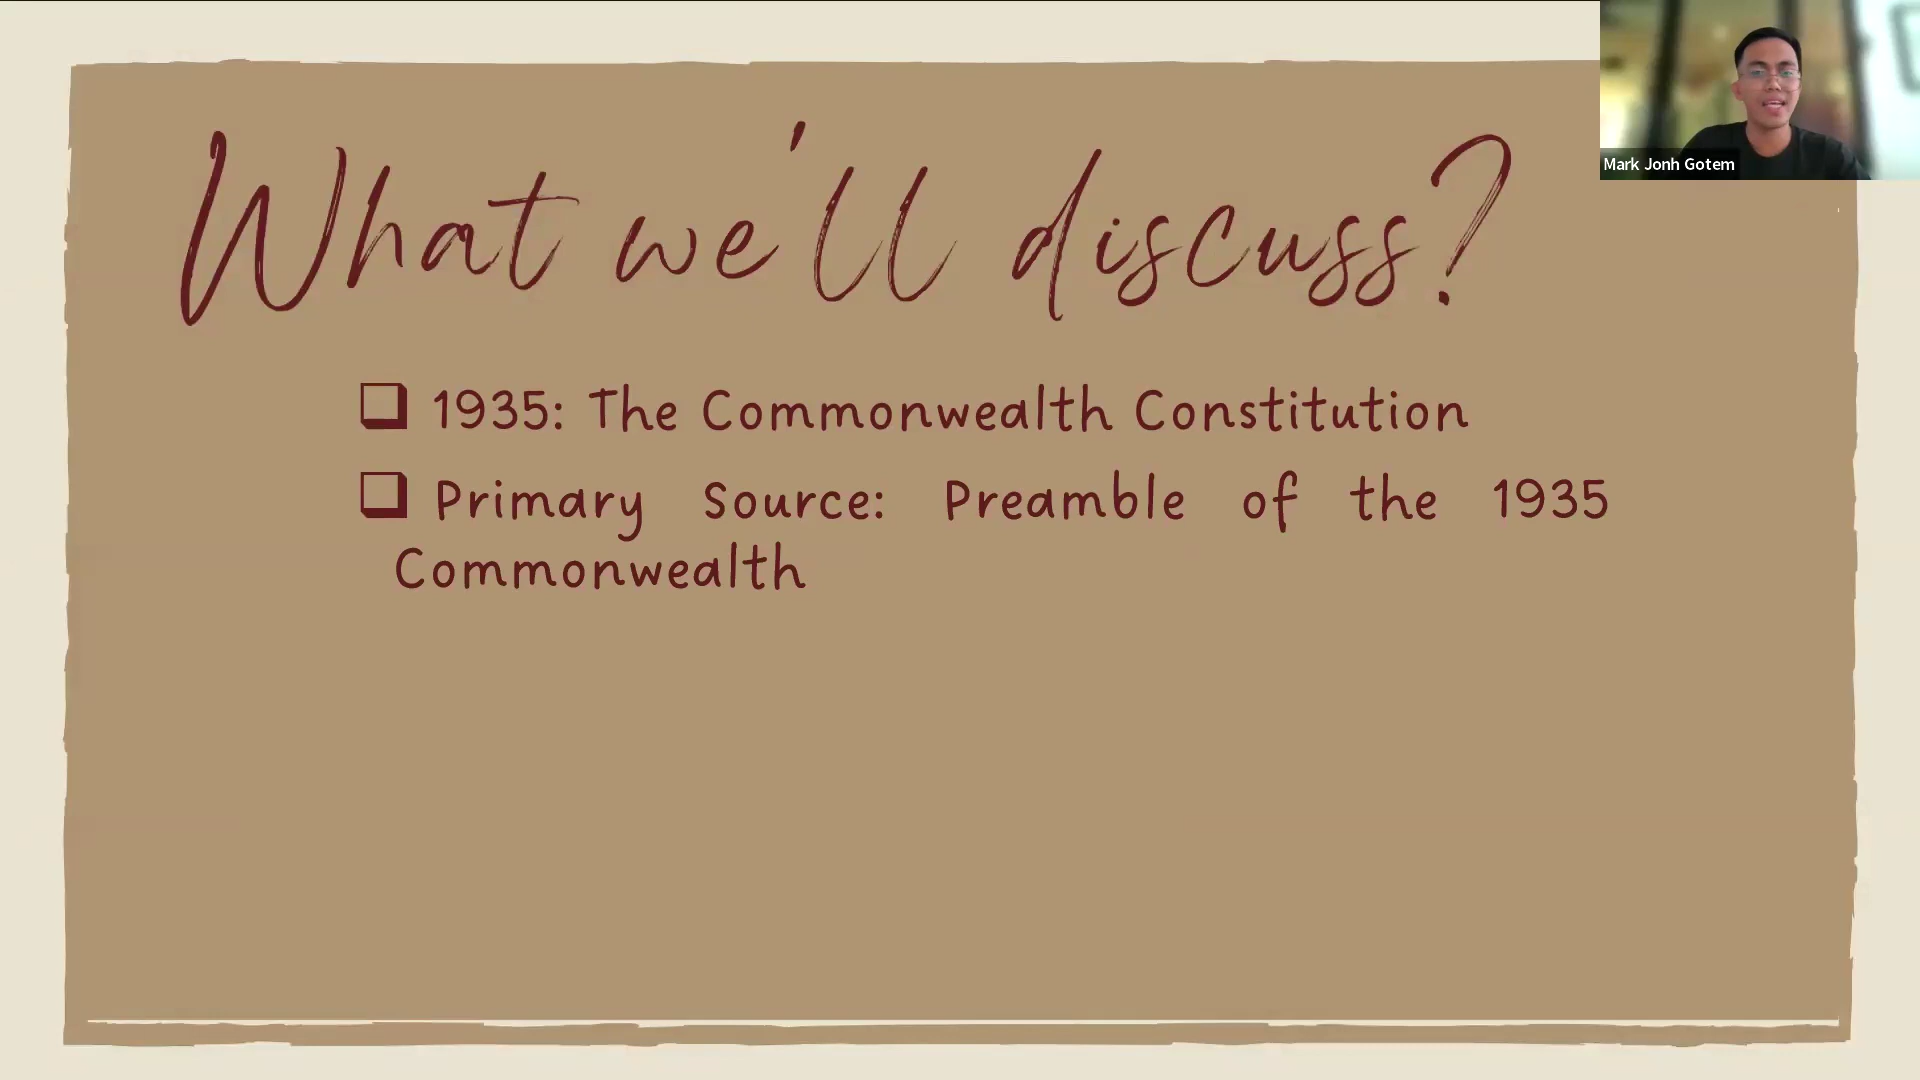 What we'll discuss?
Mark Jonh Gotem
1935: The Commonwealth Constitution
Primary Source: Preamble of the 1935
Commonwealth